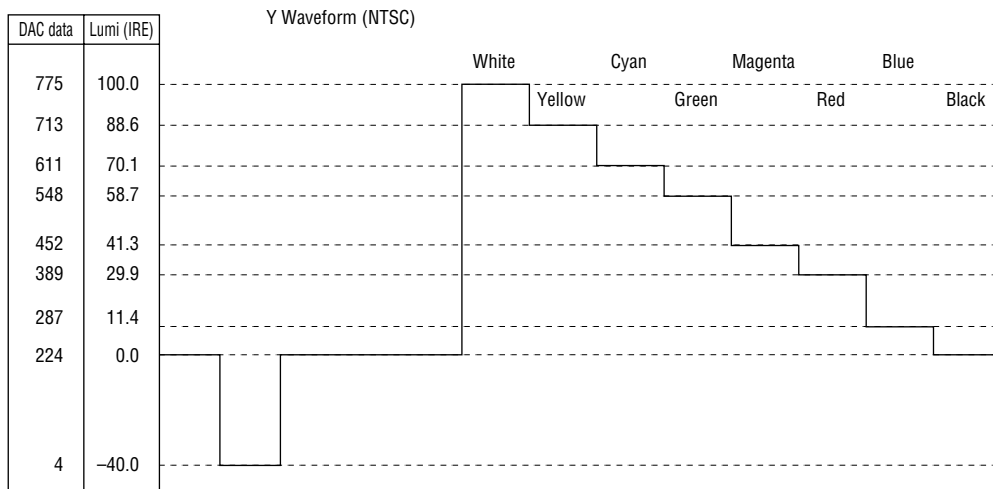 Y Waveform (NTSC)
DAC data Lumi (IRE)
White Cyan Magenta Blue
775 100.0
Yellow Green Red Black
713 88.6
611 70.1
548 58.7
452 41.3
389 29.9
287 11.4
224 0.0
4 –40.0